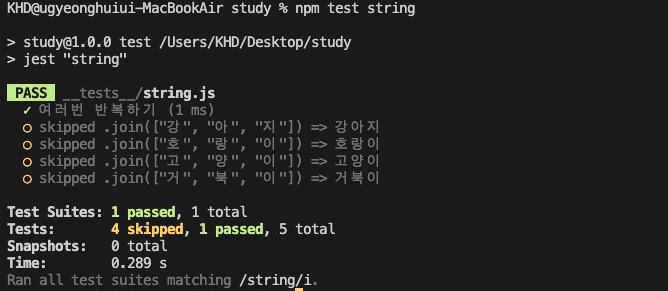 KHD@ugyeonghuiui-MacBookAir study % npm test string
> study@1.0.0 test /Users/KHD/Desktop/study
> jest "string"
PASS __tests__/string.js
✓ 여러번 반복하기 (1 ms)
○ skipped .join(["강", "아", "지"]) => 강아지
○ skipped .join(["호", "랑", "이"]) => 호랑이
○ skipped .join(["고", "양", "이"]) => 고양이
○ skipped .join(["거", "북", "이"]) => 거북이
Test Suites: 1 passed, 1 total
Tests: 4 skipped, 1 passed, 5 total
Snapshots: 0 total
Time: 0.289 s
Ran all test suites matching /string/i.